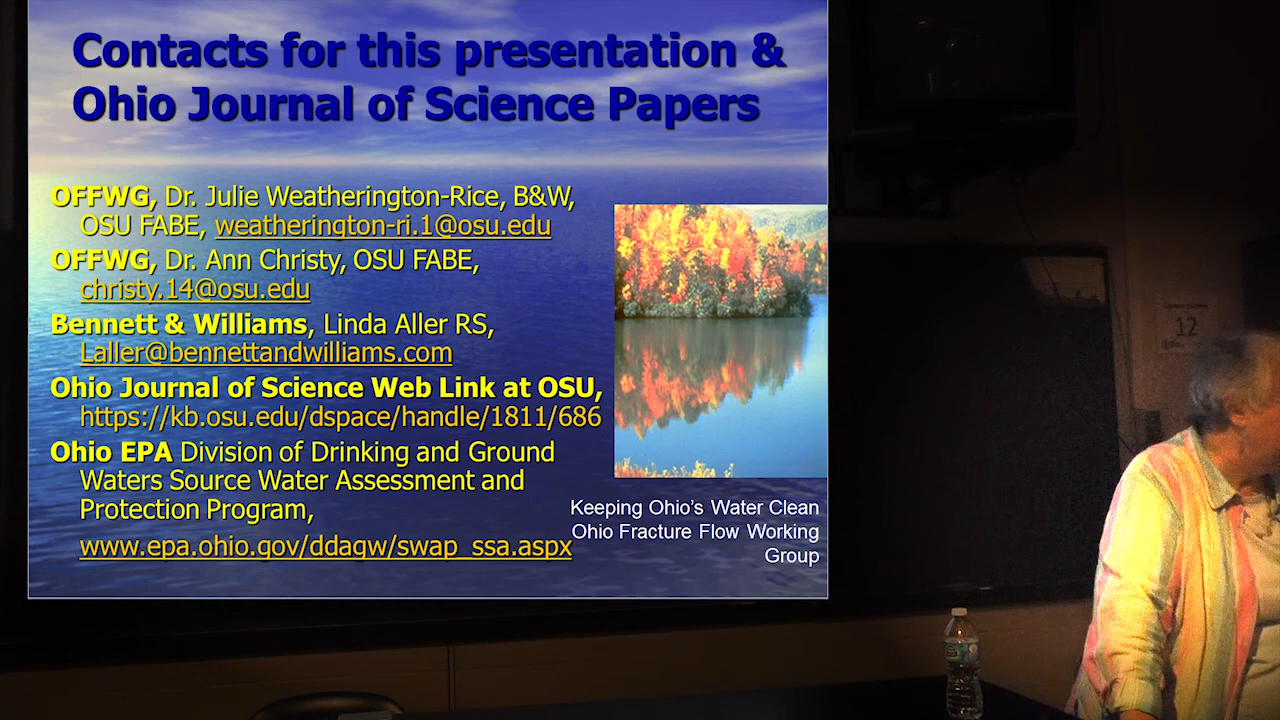 Contacts for this presentation &
Ohio Journal of Science Papers
OFFWG, Dr. Julie Weatherington-Rice, B&W,
OSU FABE, weatherington-ri.1@osu.edu
OFFWG, Dr. Ann Christy, OSU FABE,
christy.14@osu.edu
Bennett & Williams, Linda Aller RS,
Laller@bennettandwilliams.com
Ohio Journal of Science Web Link at OSU,
https://kb.osu.edu/dspace/handle/1811/686
Ohio EPA Division of Drinking and Ground
Waters Source Water Assessment and
Protection Program,
www.epa.ohio.gov/ddagw/swap_ssa.aspx
Keeping Ohio's Water Clean
Ohio Fracture Flow Working
Group
12